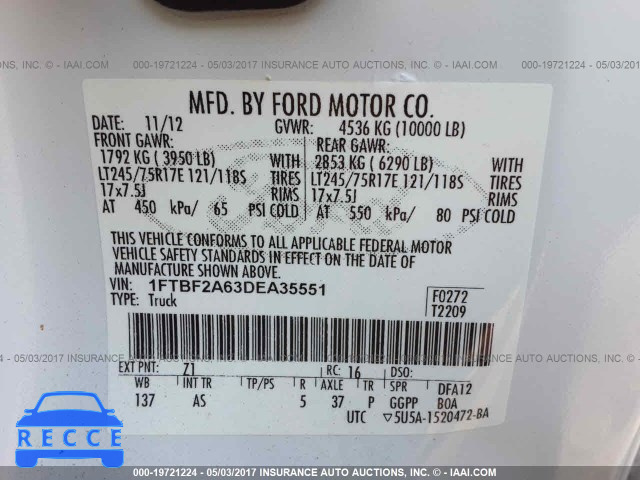 000-19721224 - 05/03/2017 INSURANCE AUTO AUCTIONS, INC. - © IAAI.COM
MFD. BY FORD MOTOR CO.
DATE: 11/12 GVWR: 4536 KG (10000 LB)
FRONT GAWR: REAR GAWR:
1792 KG (3950 LB) WITH 2853 KG (6290 LB) WITH
LT245/75R17E 121/118S TIRES LT245/75R17E 121/118S TIRES
17x7.5J RIMS 17x7.5J RIMS
AT 450 kPa/ 65 PSI COLD AT 550 kPa/ 80 PSI COLD
THIS VEHICLE CONFORMS TO ALL APPLICABLE FEDERAL MOTOR
VEHICLE SAFETY STANDARDS IN EFFECT ON THE DATE OF
MANUFACTURE SHOWN ABOVE.
VIN: 1FTBF2A63DEA35551 F0272
TYPE: Truck T2209
EXT PNT: Z1 RC: 16 DSO:
WB INT TR TP/PS R AXLE TR SPR DFA12
137 AS 5 37 P GGPP BOA
UTC ▽5U5A-1520472-BA
RECCE
000-19721224 - 05/03/2017 INSURANCE AUTO AUCTIONS, INC. - © IAAI.COM